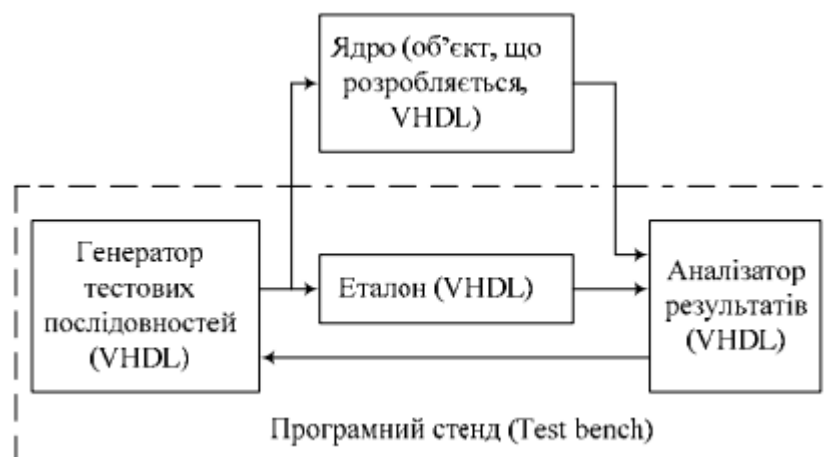 Ядро (об’єкт, що
розробляється,
VHDL)
Генератор
тестових
послідовностей
(VHDL)
Еталон (VHDL)
Аналізатор
результатів
(VHDL)
Програмний стенд (Test bench)